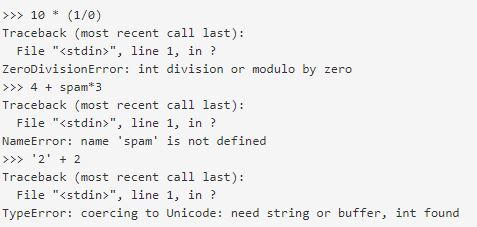 >>> 10 * (1/0)
Traceback (most recent call last):
  File "<stdin>", line 1, in ?
ZeroDivisionError: int division or modulo by zero
>>> 4 + spam*3
Traceback (most recent call last):
  File "<stdin>", line 1, in ?
NameError: name 'spam' is not defined
>>> '2' + 2
Traceback (most recent call last):
  File "<stdin>", line 1, in ?
TypeError: coercing to Unicode: need string or buffer, int found